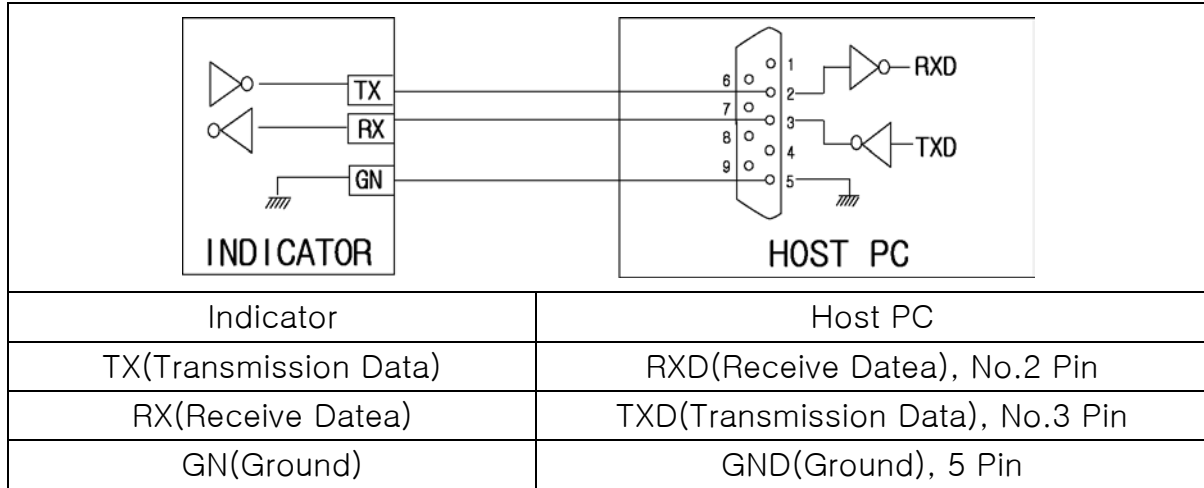 TX
RX
GN
INDICATOR
1
6
2
7
3
8
4
9
5
RXD
TXD
HOST PC
Indicator Host PC
TX(Transmission Data) RXD(Receive Datea), No.2 Pin
RX(Receive Datea) TXD(Transmission Data), No.3 Pin
GN(Ground) GND(Ground), 5 Pin